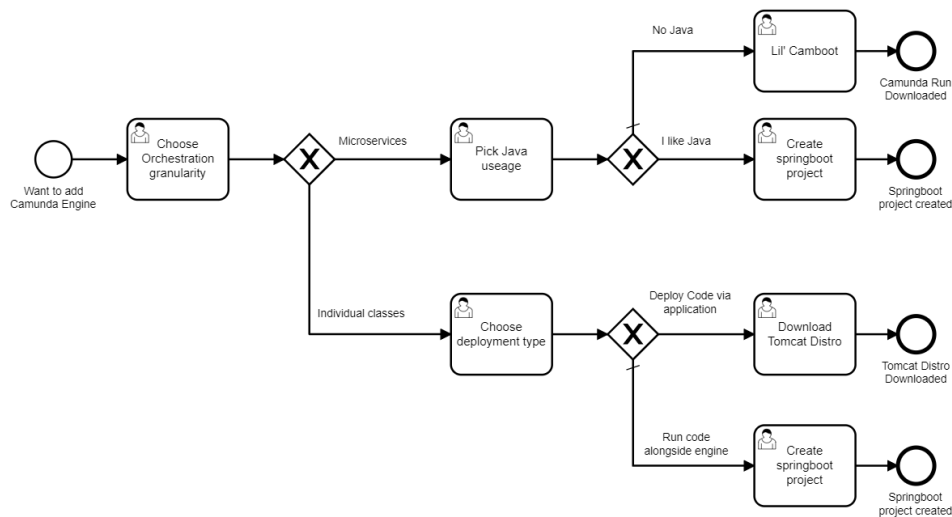 No Java
Lil' Camboot
Camunda Run
Downloaded
Choose
Orchestration
granularity
Microservices
Pick Java
useage
I like Java
Create
springboot
project
Want to add
Camunda Engine
Springboot
project created
Individual classes
Choose
deployment type
Deploy Code via
application
Download
Tomcat Distro
Tomcat Distro
Downloaded
Run code
alongside engine
Create
springboot
project
Springboot
project created